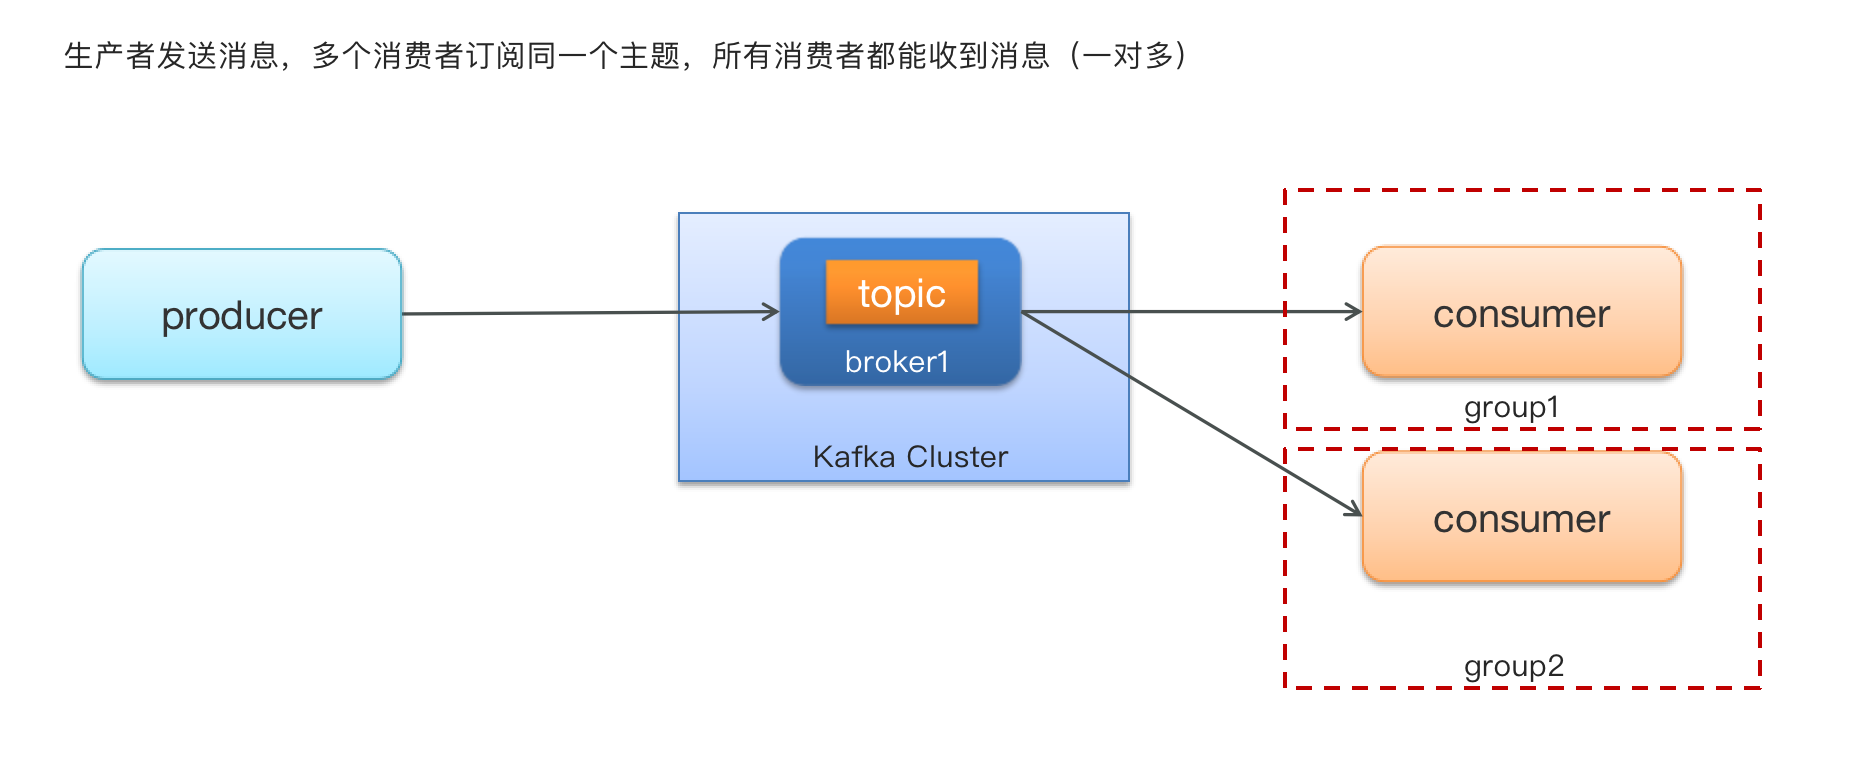 生产者发送消息，多个消费者订阅同一个主题，所有消费者都能收到消息（一对多）
producer
topic
broker1
Kafka Cluster
consumer
group1
consumer
group2